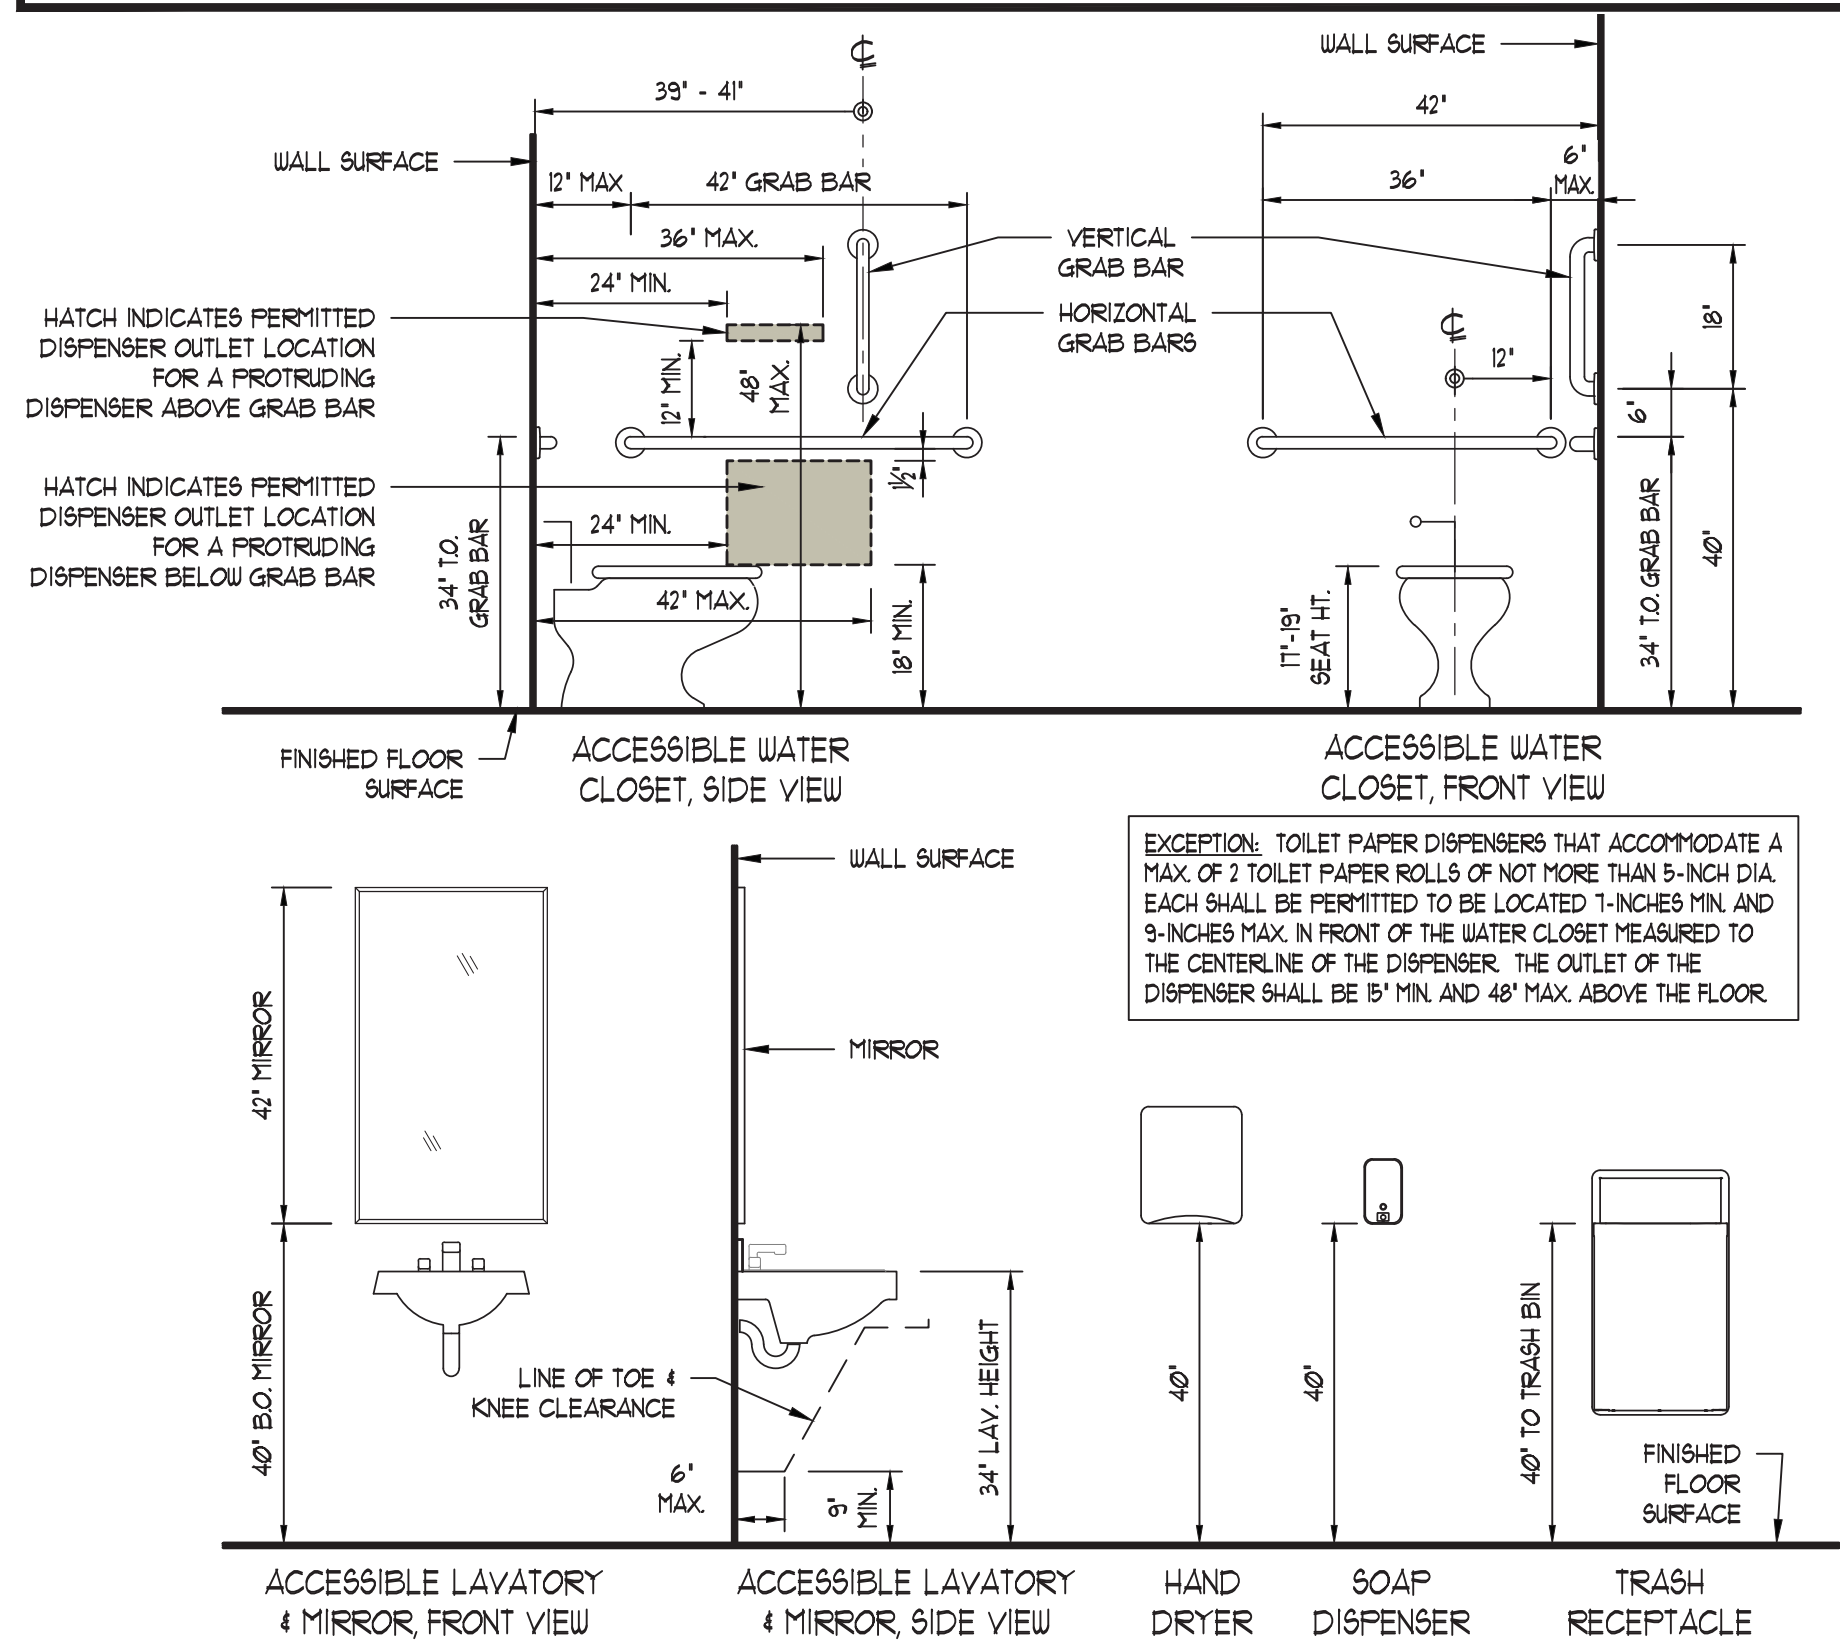 ℄
WALL SURFACE
39" - 41"
42"
WALL SURFACE
6"
MAX.
12" MAX
42" GRAB BAR
36"
36" MAX.
VERTICAL
GRAB BAR
24" MIN.
HATCH INDICATES PERMITTED
DISPENSER OUTLET LOCATION
FOR A PROTRUDING
DISPENSER ABOVE GRAB BAR
HORIZONTAL
GRAB BARS
18"
℄
12"
12" MIN.
48"
MAX.
6"
1½"
HATCH INDICATES PERMITTED
DISPENSER OUTLET LOCATION
FOR A PROTRUDING
DISPENSER BELOW GRAB BAR
24" MIN.
34" T.O.
GRAB BAR
42" MAX.
18" MIN.
17"-19"
SEAT HT.
34" T.O. GRAB BAR
40"
FINISHED FLOOR
SURFACE
ACCESSIBLE WATER
CLOSET, SIDE VIEW
ACCESSIBLE WATER
CLOSET, FRONT VIEW
EXCEPTION: TOILET PAPER DISPENSERS THAT ACCOMMODATE A
MAX. OF 2 TOILET PAPER ROLLS OF NOT MORE THAN 5-INCH DIA.
EACH SHALL BE PERMITTED TO BE LOCATED 7-INCHES MIN. AND
9-INCHES MAX. IN FRONT OF THE WATER CLOSET MEASURED TO
THE CENTERLINE OF THE DISPENSER. THE OUTLET OF THE
DISPENSER SHALL BE 15" MIN. AND 48" MAX. ABOVE THE FLOOR.
WALL SURFACE
42" MIRROR
MIRROR
40" B.O. MIRROR
LINE OF TOE &
KNEE CLEARANCE
6"
MAX.
9"
MIN.
34" LAV. HEIGHT
40"
40"
40" TO TRASH BIN
FINISHED
FLOOR
SURFACE
ACCESSIBLE LAVATORY
& MIRROR, FRONT VIEW
ACCESSIBLE LAVATORY
& MIRROR, SIDE VIEW
HAND
DRYER
SOAP
DISPENSER
TRASH
RECEPTACLE